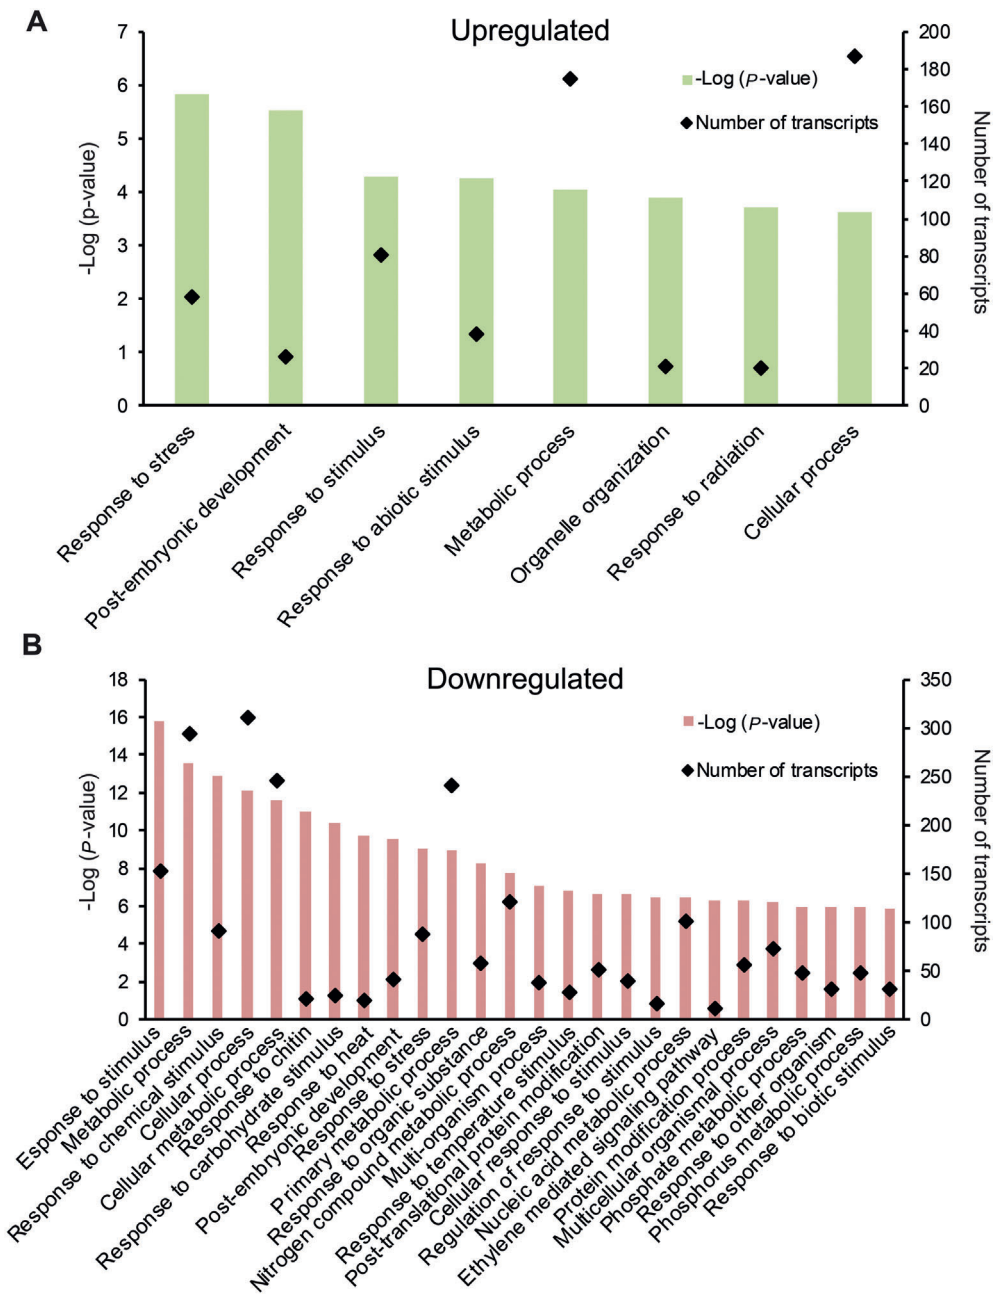 A
Upregulated
7
6
5
4
3
2
1
0
-Log (p-value)
200
180
160
140
120
100
80
60
40
20
0
Number of transcripts
-Log (P-value)
Number of transcripts
Response to stress
Post-embryonic development
Response to stimulus
Response to abiotic stimulus
Metabolic process
Organelle organization
Response to radiation
Cellular process
B
Downregulated
18
16
14
12
10
8
6
4
2
0
-Log (P-value)
350
300
250
200
150
100
50
0
Number of transcripts
-Log (P-value)
Number of transcripts
Esponse to stimulus
Metabolic process
Response to chemical stimulus
Cellular process
Cellular metabolic process
Response to chitin
Response to carbohydrate stimulus
Response to heat
Post-embryonic development
Response to stress
Primary metabolic process
Response to organic substance
Nitrogen compound metabolic process
Multi-organism process
Response to temperature stimulus
Post-translational protein modification
Cellular response to stimulus
Regulation of response to stimulus
Nucleic acid metabolic process
Ethylene mediated signaling pathway
Protein modification process
Multicellular organismal process
Phosphate metabolic process
Response to other organism
Phosphorus metabolic process
Response to biotic stimulus